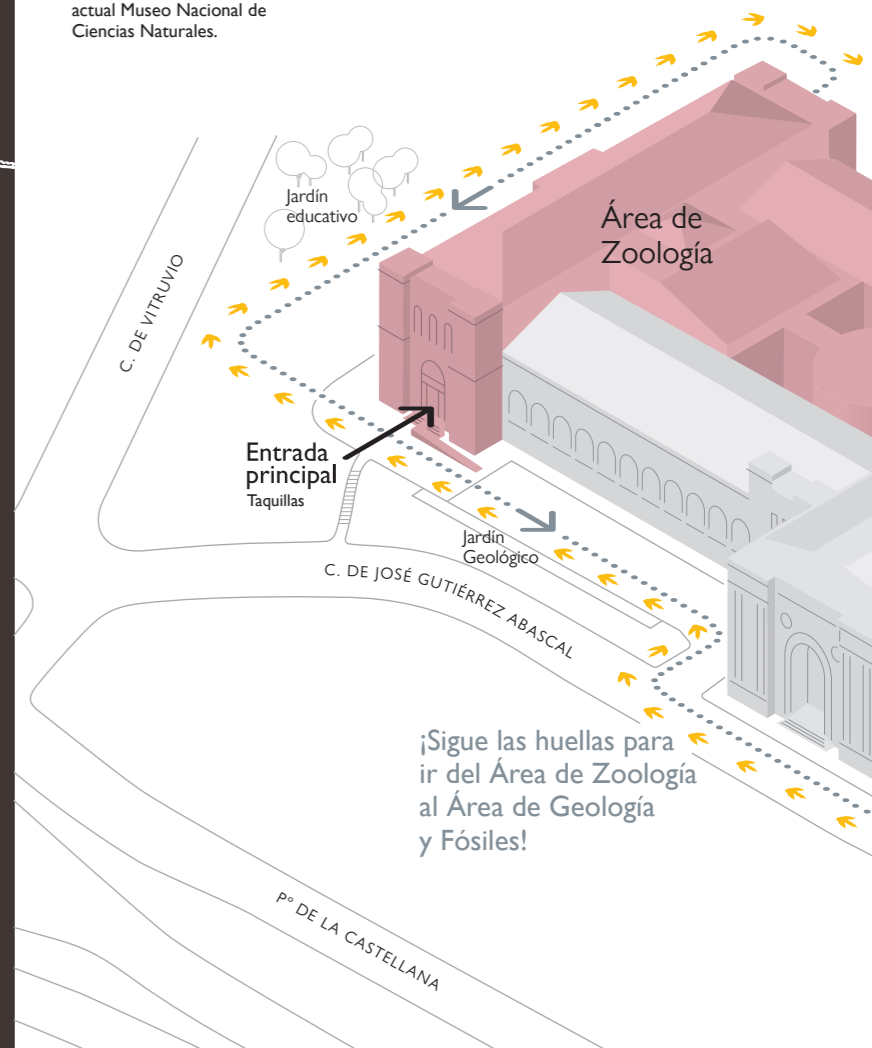 actual Museo Nacional de
Ciencias Naturales.
Jardín
educativo
Área de
Zoología
C. DE VITRUVIO
Entrada
principal
Taquillas
Jardín
Geológico
C. DE JOSÉ GUTIÉRREZ ABASCAL
¡Sigue las huellas para
ir del Área de Zoología
al Área de Geología
y Fósiles!
Pº DE LA CASTELLANA